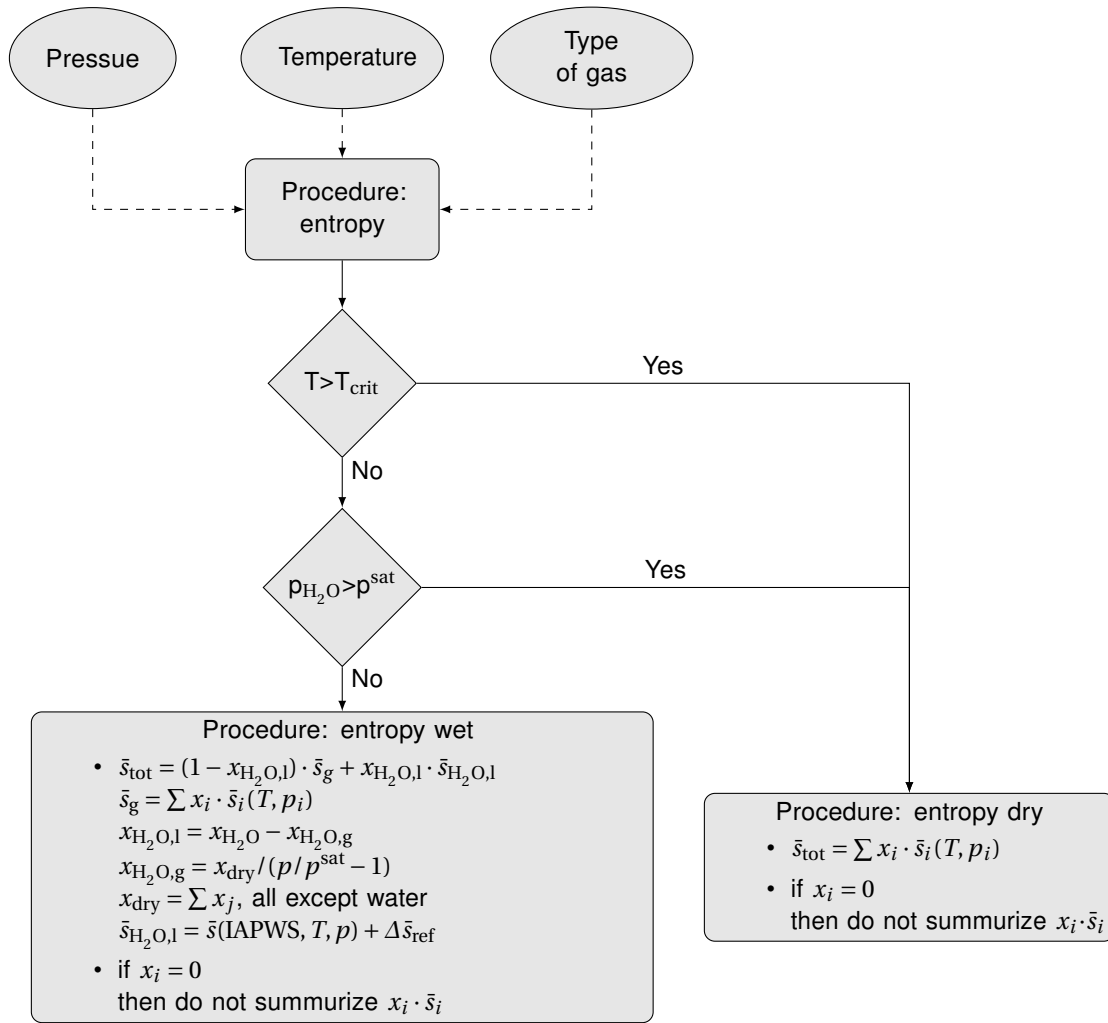 Pressue
Temperature
Type
of gas
Procedure:
entropy
T>T_crit
Yes
No
p_H₂O>p^sat
Yes
No
Procedure: entropy wet
• s̄_tot = (1 − x_H₂O,l) · s̄_g + x_H₂O,l · s̄_H₂O,l
s̄_g = ∑ x_i · s̄_i(T, p_i)
x_H₂O,l = x_H₂O − x_H₂O,g
x_H₂O,g = x_dry/(p/p^sat − 1)
x_dry = ∑ x_j, all except water
s̄_H₂O,l = s̄(IAPWS, T, p) + Δs̄_ref
• if x_i = 0
then do not summurize x_i · s̄_i
Procedure: entropy dry
• s̄_tot = ∑ x_i · s̄_i(T, p_i)
• if x_i = 0
then do not summurize x_i · s̄_i